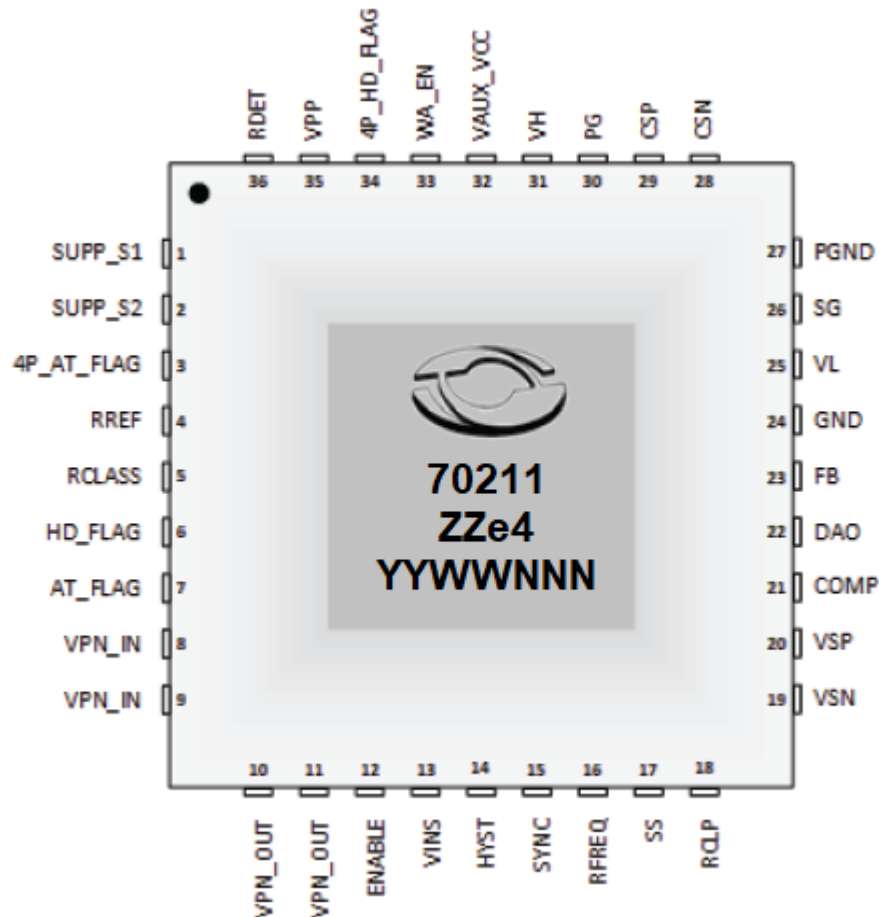 RDET
VPP
4P_HD_FLAG
WA_EN
VAUX_VCC
VH
PG
CSP
CSN
36 35 34 33 32 31 30 29 28
SUPP_S1 1
SUPP_S2 2
4P_AT_FLAG 3
RREF 4
RCLASS 5
HD_FLAG 6
AT_FLAG 7
VPN_IN 8
VPN_IN 9
70211
ZZe4
YYWWNNN
27 PGND
26 SG
25 VL
24 GND
23 FB
22 DAO
21 COMP
20 VSP
19 VSN
10 11 12 13 14 15 16 17 18
VPN_OUT
VPN_OUT
ENABLE
VINS
HYST
SYNC
RFREQ
SS
RCLP